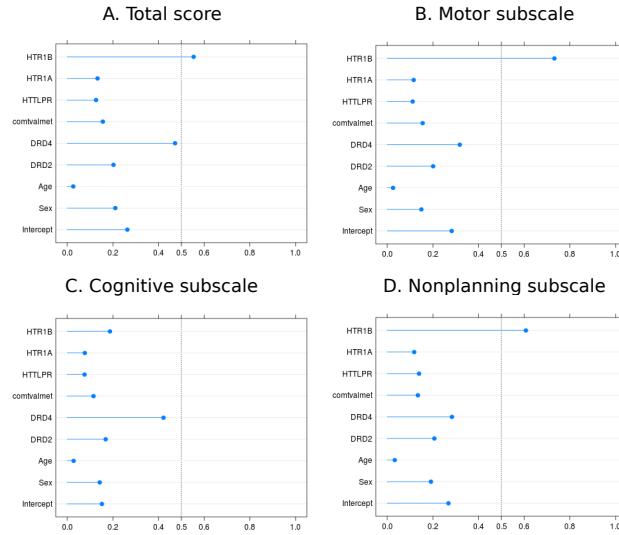 A. Total score
HTR1B
HTR1A
HTTLPR
comtvalmet
DRD4
DRD2
Age
Sex
Intercept
0.0 0.2 0.4 0.5 0.6 0.8 1.0
B. Motor subscale
HTR1B
HTR1A
HTTLPR
comtvalmet
DRD4
DRD2
Age
Sex
Intercept
0.0 0.2 0.4 0.5 0.6 0.8 1.0
C. Cognitive subscale
HTR1B
HTR1A
HTTLPR
comtvalmet
DRD4
DRD2
Age
Sex
Intercept
0.0 0.2 0.4 0.5 0.6 0.8 1.0
D. Nonplanning subscale
HTR1B
HTR1A
HTTLPR
comtvalmet
DRD4
DRD2
Age
Sex
Intercept
0.0 0.2 0.4 0.5 0.6 0.8 1.0